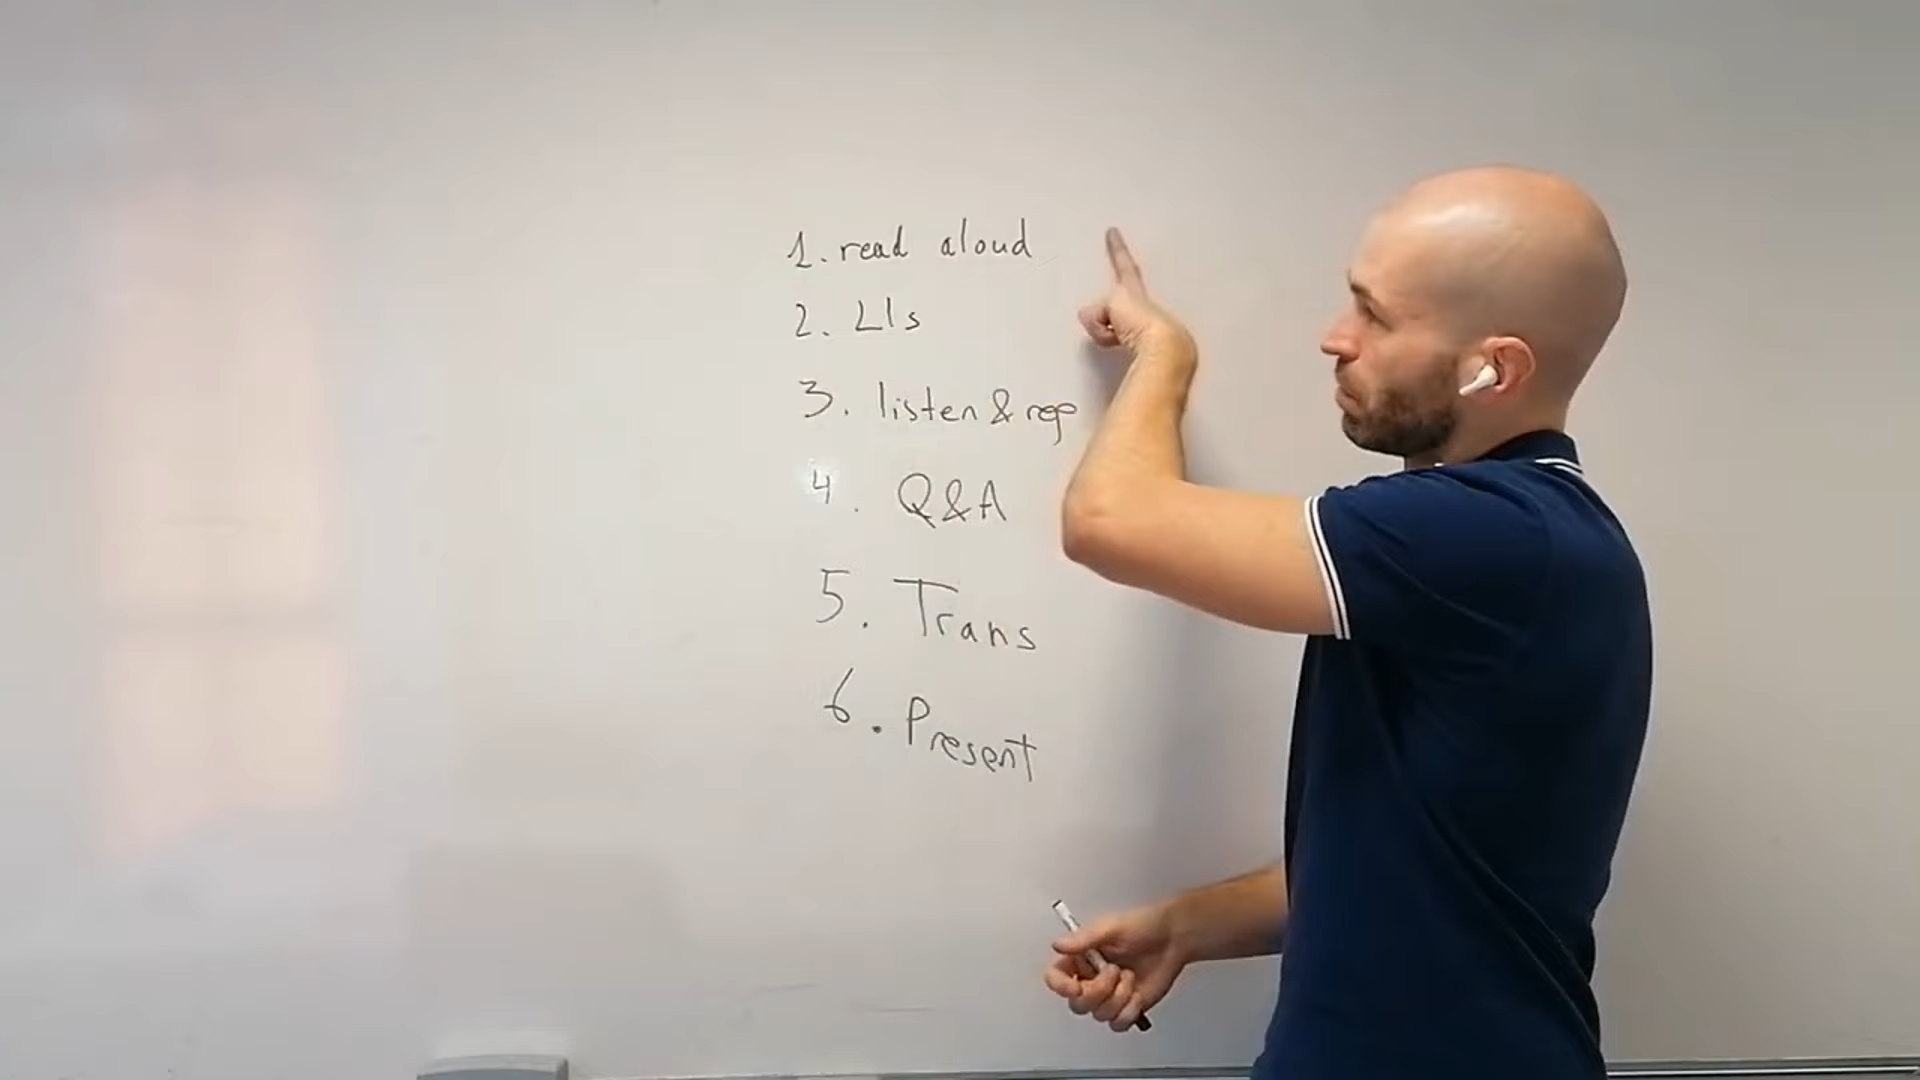 1. read aloud
2. LIs
3. listen & rep
4. Q&A
5. Trans
6. Present